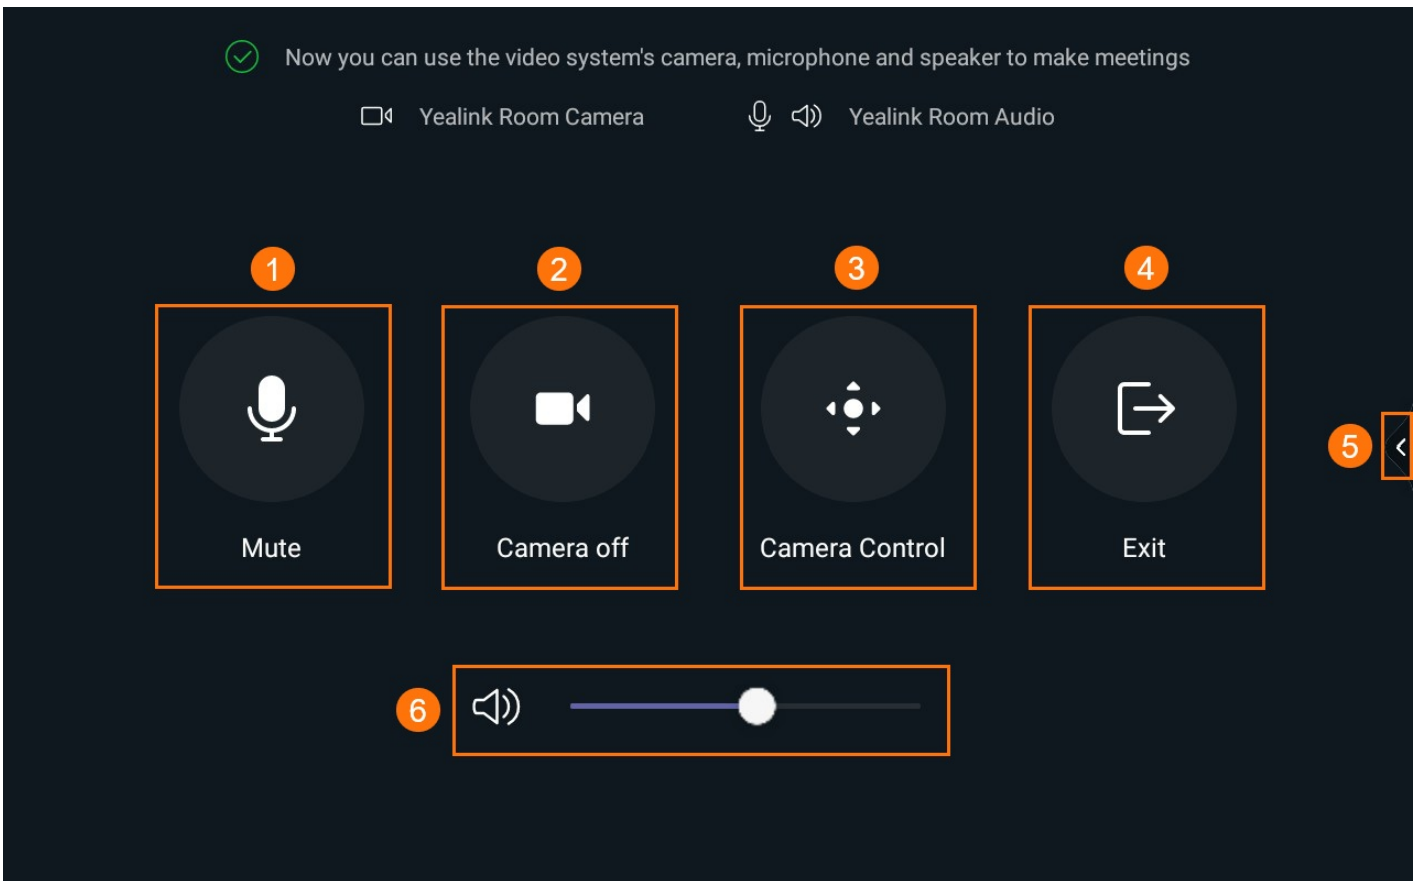 Now you can use the video system's camera, microphone and speaker to make meetings
Yealink Room Camera
Yealink Room Audio
1
2
3
4
Mute
Camera off
Camera Control
Exit
5
6